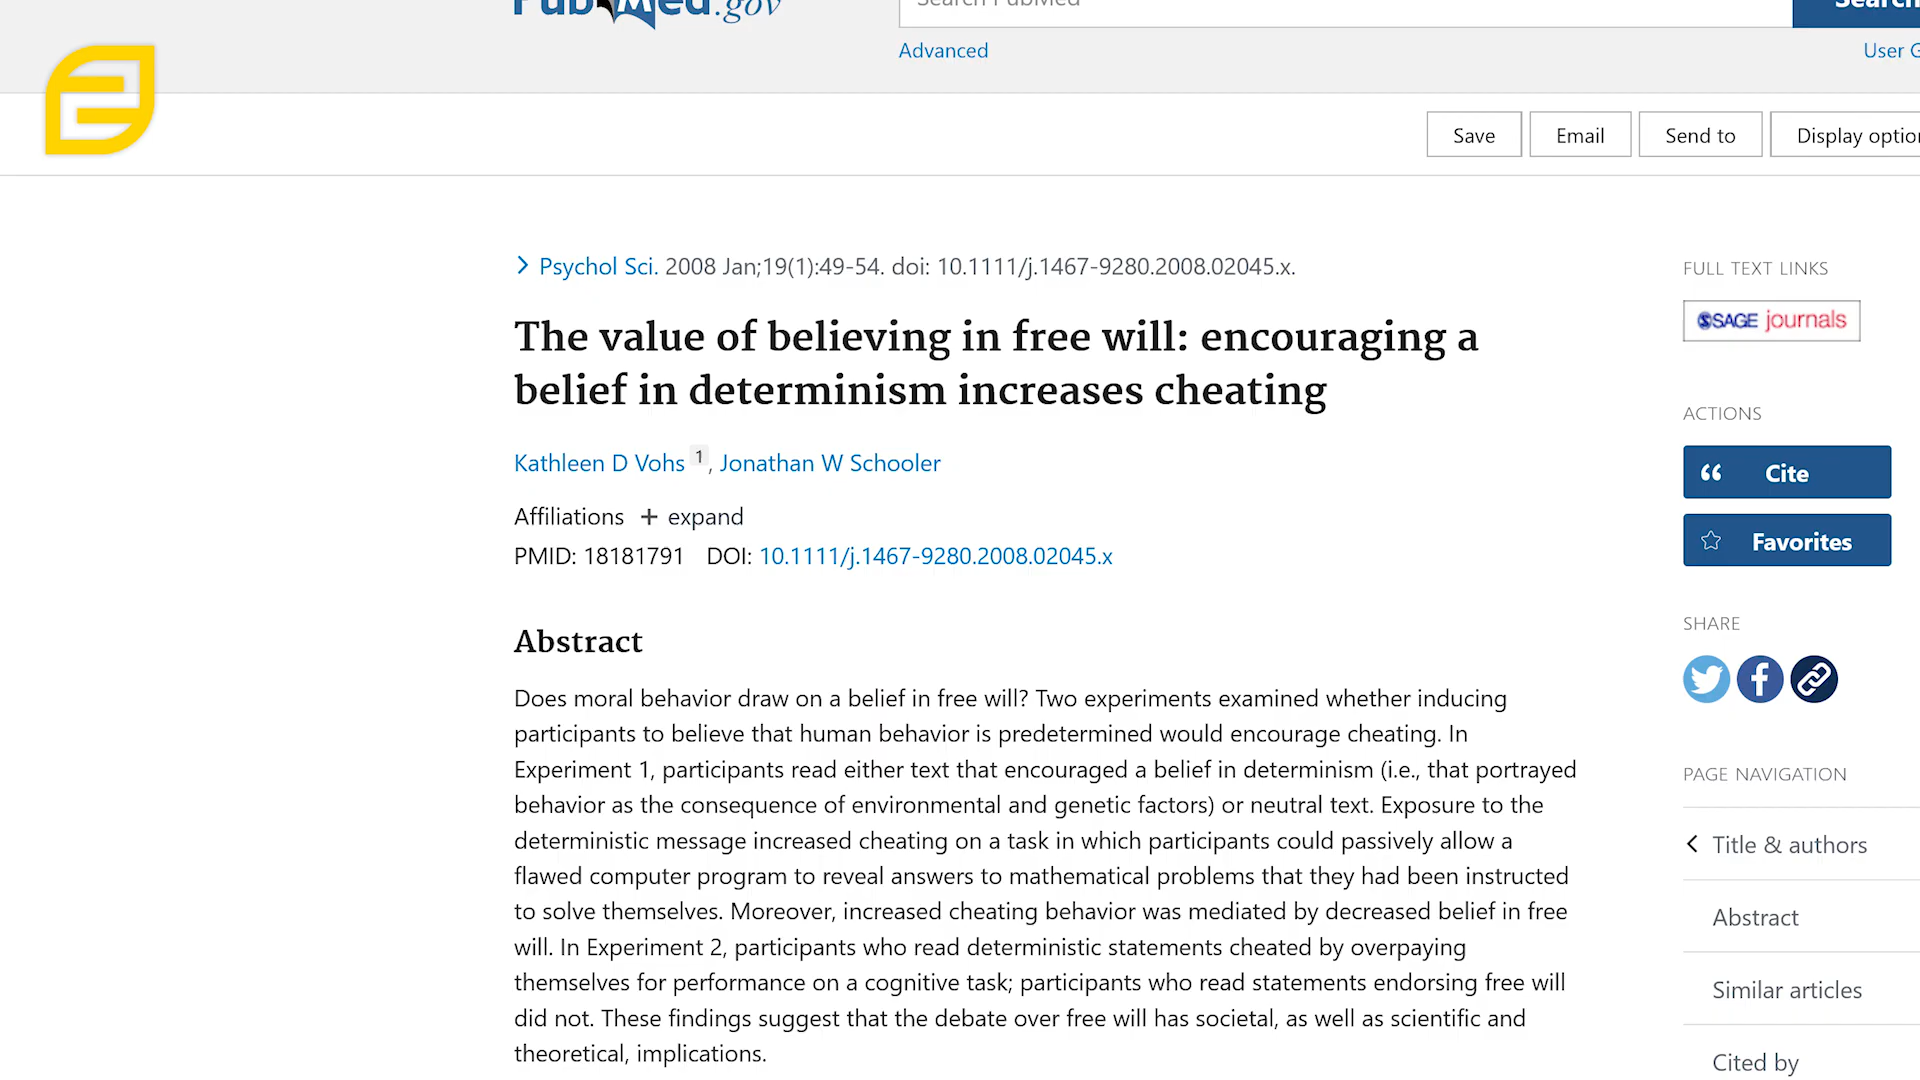 PubMed.gov
Search PubMed
Search
Advanced
User G
Save
Email
Send to
Display option
Psychol Sci. 2008 Jan;19(1):49-54. doi: 10.1111/j.1467-9280.2008.02045.x.
The value of believing in free will: encouraging a
belief in determinism increases cheating
Kathleen D Vohs 1, Jonathan W Schooler
Affiliations + expand
PMID: 18181791 DOI: 10.1111/j.1467-9280.2008.02045.x
Abstract
Does moral behavior draw on a belief in free will? Two experiments examined whether inducing
participants to believe that human behavior is predetermined would encourage cheating. In
Experiment 1, participants read either text that encouraged a belief in determinism (i.e., that portrayed
behavior as the consequence of environmental and genetic factors) or neutral text. Exposure to the
deterministic message increased cheating on a task in which participants could passively allow a
flawed computer program to reveal answers to mathematical problems that they had been instructed
to solve themselves. Moreover, increased cheating behavior was mediated by decreased belief in free
will. In Experiment 2, participants who read deterministic statements cheated by overpaying
themselves for performance on a cognitive task; participants who read statements endorsing free will
did not. These findings suggest that the debate over free will has societal, as well as scientific and
theoretical, implications.
FULL TEXT LINKS
SAGE journals
ACTIONS
Cite
Favorites
SHARE
PAGE NAVIGATION
Title & authors
Abstract
Similar articles
Cited by